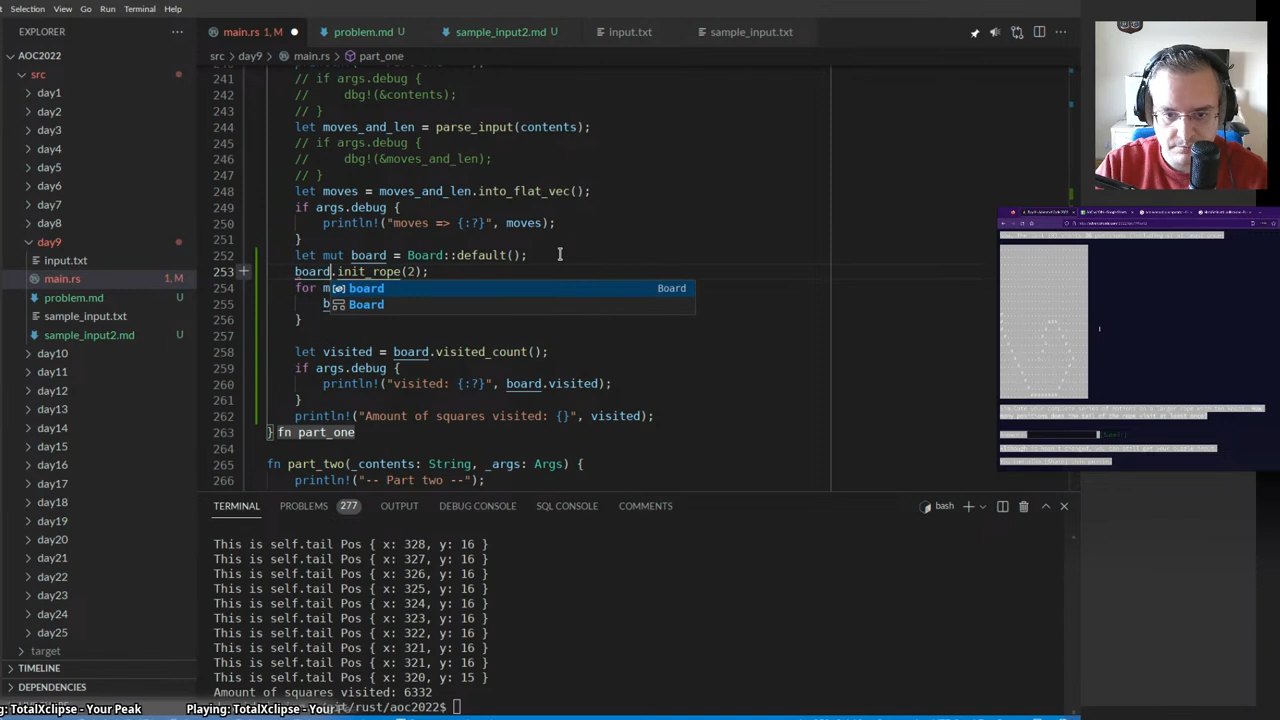 Selection View Go Run Terminal Help
EXPLORER
AOC2022
src
day1
day2
day3
day4
day5
day6
day7
day8
day9
input.txt
main.rs 1, M
problem.md U
sample_input.txt
sample_input2.md U
day10
day11
day12
day13
day14
day15
day16
day17
day18
day19
day20
day21
day22
day23
day24
day25
target
TIMELINE
DEPENDENCIES
main.rs 1, M
problem.md U
sample_input2.md U
input.txt
sample_input.txt
src > day9 > main.rs > part_one
241 // if args.debug {
242 // dbg!(&contents);
243 // }
244 let moves_and_len = parse_input(contents);
245 // if args.debug {
246 // dbg!(&moves_and_len);
247 // }
248 let moves = moves_and_len.into_flat_vec();
249 if args.debug {
250 println!("moves => {:?}", moves);
251 }
252 let mut board = Board::default();
253 board.init_rope(2);
254 for m
board Board
255 b
Board
256 }
257
258 let visited = board.visited_count();
259 if args.debug {
260 println!("visited: {:?}", board.visited);
261 }
262 println!("Amount of squares visited: {}", visited);
263 } fn part_one
264
265 fn part_two(_contents: String, _args: Args) {
266 println!("-- Part two --");
TERMINAL PROBLEMS 277 OUTPUT DEBUG CONSOLE SQL CONSOLE COMMENTS
bash
This is self.tail Pos { x: 328, y: 16 }
This is self.tail Pos { x: 327, y: 16 }
This is self.tail Pos { x: 326, y: 16 }
This is self.tail Pos { x: 325, y: 16 }
This is self.tail Pos { x: 324, y: 16 }
This is self.tail Pos { x: 323, y: 16 }
This is self.tail Pos { x: 322, y: 16 }
This is self.tail Pos { x: 321, y: 16 }
This is self.tail Pos { x: 321, y: 16 }
This is self.tail Pos { x: 320, y: 15 }
Amount of squares visited: 6332
/rust/aoc2022$
g: TotalXclipse - Your Peak Playing: TotalXclipse - Your